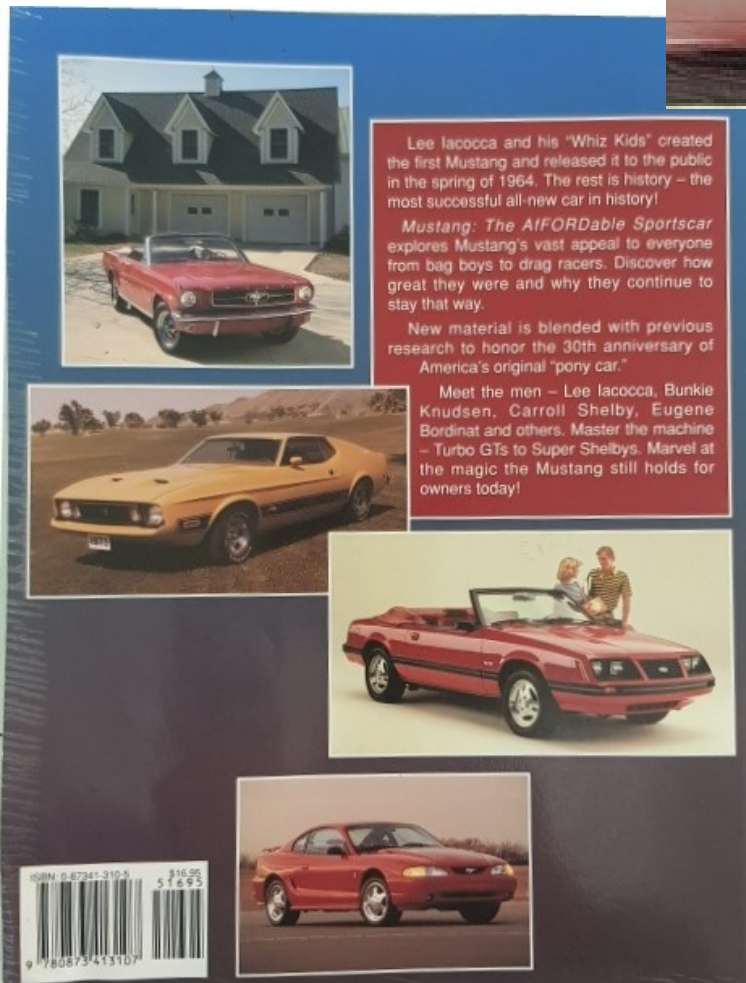 Lee Iacocca and his "Whiz Kids" created
the first Mustang and released it to the public
in the spring of 1964. The rest is history – the
most successful all-new car in history!
Mustang: The AfFORDable Sportscar
explores Mustang's vast appeal to everyone
from bag boys to drag racers. Discover how
great they were and why they continue to
stay that way.
New material is blended with previous
research to honor the 30th anniversary of
America's original "pony car."
Meet the men – Lee Iacocca, Bunkie
Knudsen, Carroll Shelby, Eugene
Bordinat and others. Master the machine
– Turbo GTs to Super Shelbys. Marvel at
the magic the Mustang still holds for
owners today!
1973
ISBN: 0-87341-310-5
$16.95
51695
9 780873 413107